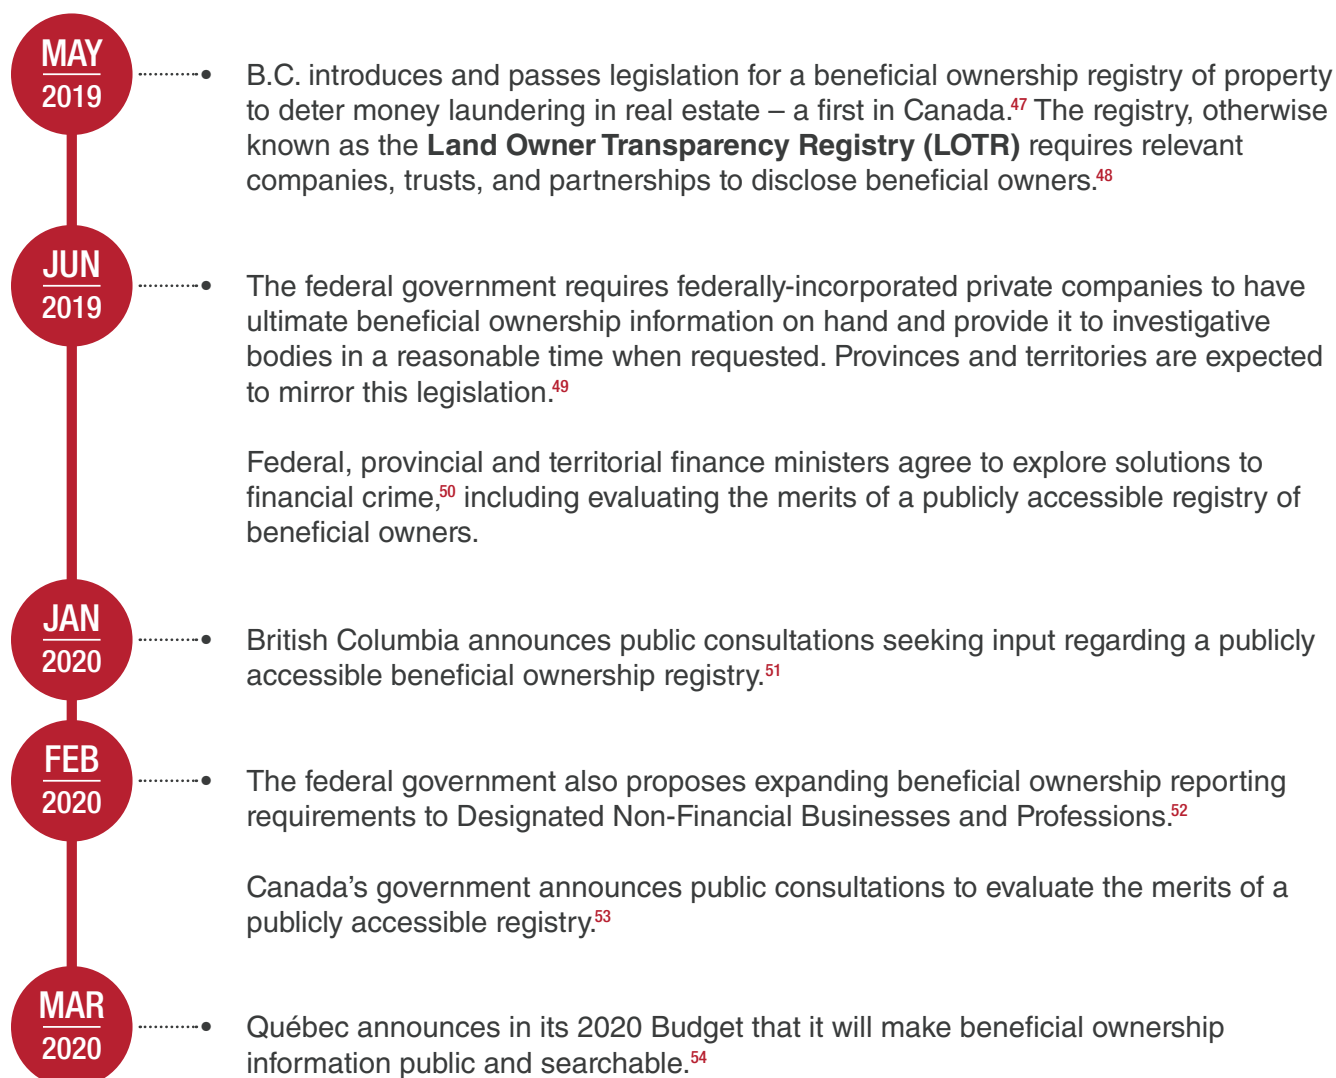 MAY
2019
B.C. introduces and passes legislation for a beneficial ownership registry of property
to deter money laundering in real estate – a first in Canada.47 The registry, otherwise
known as the Land Owner Transparency Registry (LOTR) requires relevant
companies, trusts, and partnerships to disclose beneficial owners.48
JUN
2019
The federal government requires federally-incorporated private companies to have
ultimate beneficial ownership information on hand and provide it to investigative
bodies in a reasonable time when requested. Provinces and territories are expected
to mirror this legislation.49
Federal, provincial and territorial finance ministers agree to explore solutions to
financial crime,50 including evaluating the merits of a publicly accessible registry of
beneficial owners.
JAN
2020
British Columbia announces public consultations seeking input regarding a publicly
accessible beneficial ownership registry.51
FEB
2020
The federal government also proposes expanding beneficial ownership reporting
requirements to Designated Non-Financial Businesses and Professions.52
Canada’s government announces public consultations to evaluate the merits of a
publicly accessible registry.53
MAR
2020
Québec announces in its 2020 Budget that it will make beneficial ownership
information public and searchable.54